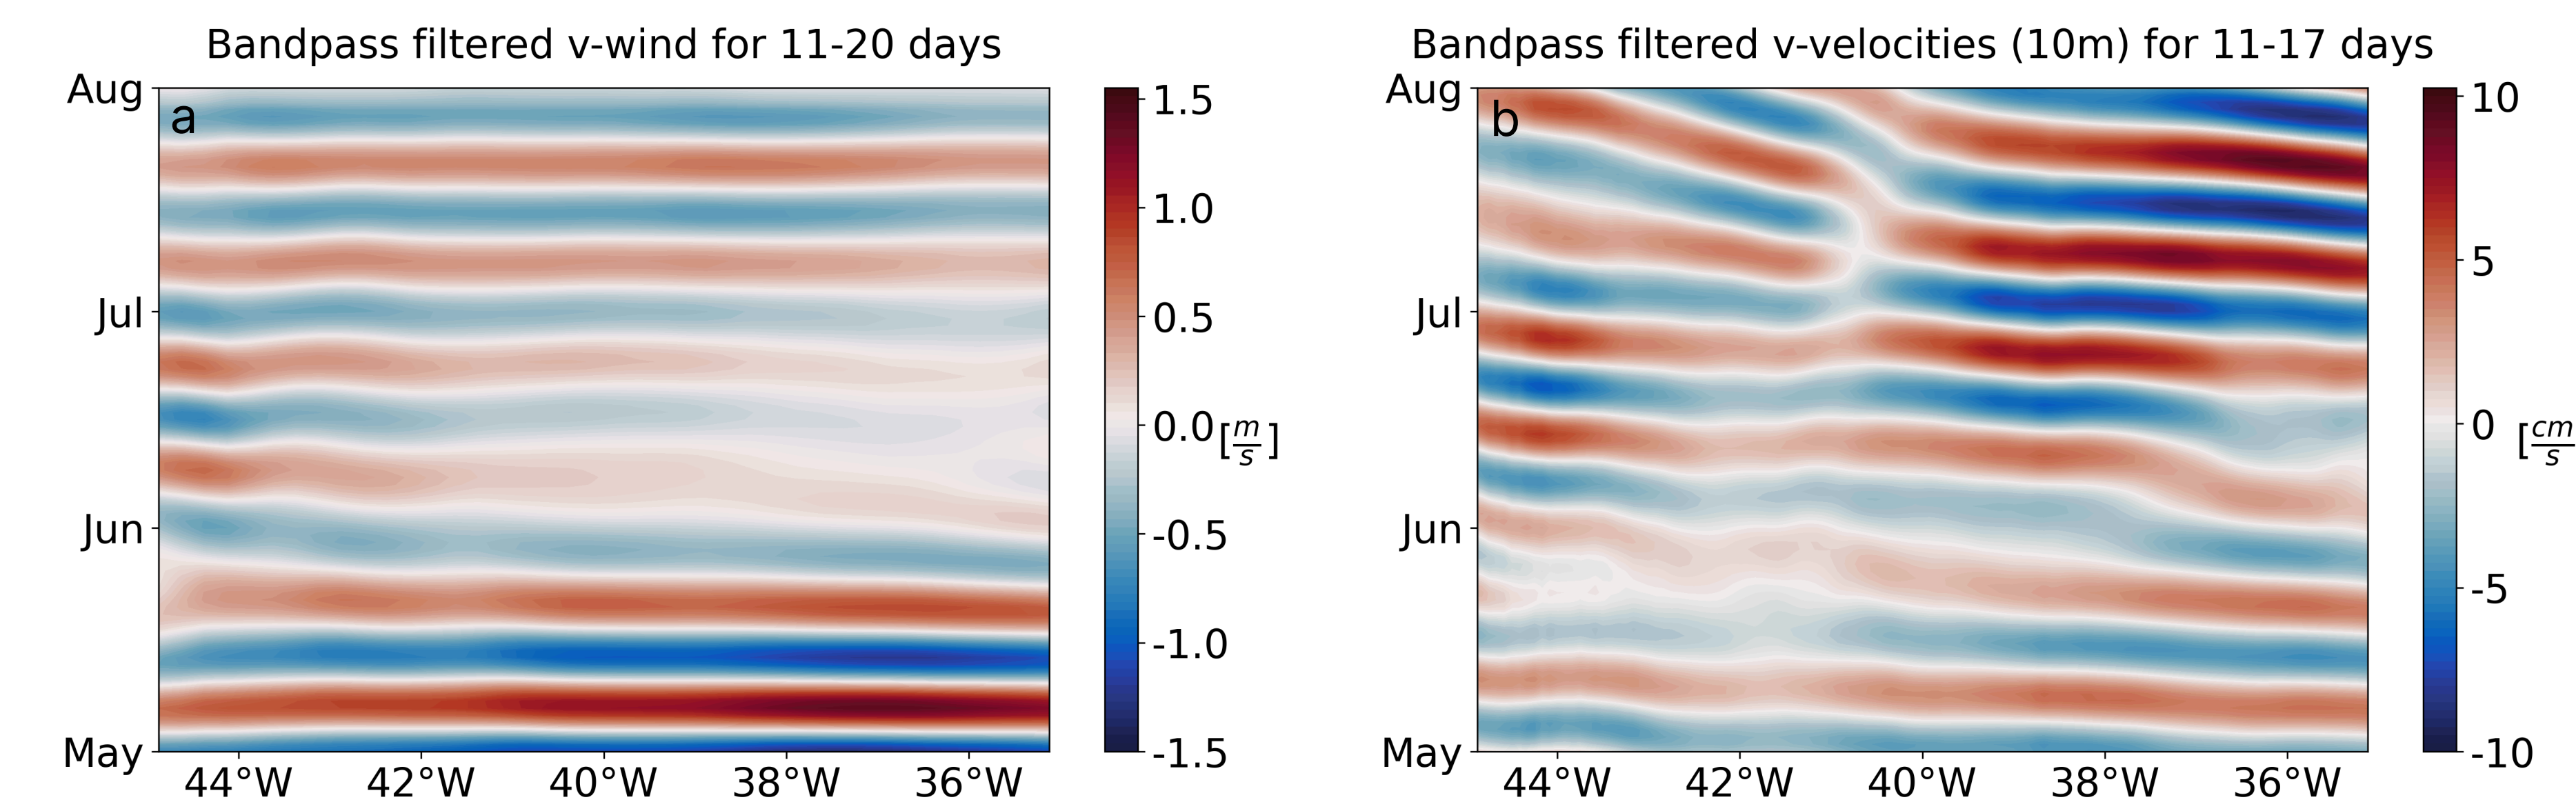 Bandpass filtered v-wind for 11-20 days
a
Aug
Jul
Jun
May
44°W 42°W 40°W 38°W 36°W
1.5
1.0
0.5
0.0
-0.5
-1.0
-1.5
[m/s]
Bandpass filtered v-velocities (10m) for 11-17 days
b
Aug
Jul
Jun
May
44°W 42°W 40°W 38°W 36°W
10
5
0
-5
-10
[cm/s